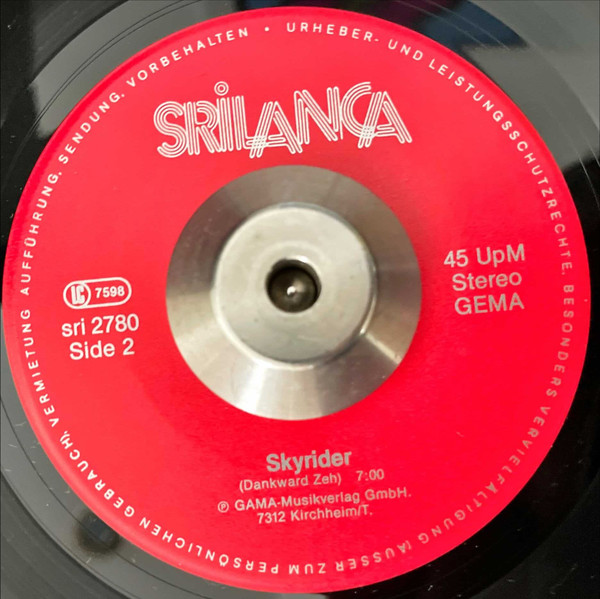 URHEBER- UND LEISTUNGSSCHUTZRECHTE, BESONDERS VERVIELFÄLTIGUNG (AUSSER ZUM PERSÖNLICHEN GEBRAUCH), VERMIETUNG AUFFÜHRUNG, SENDUNG, VORBEHALTEN •
SRILANCA
45 UpM
Stereo
GEMA
LC 7598
sri 2780
Side 2
Skyrider
(Dankward Zeh) 7:00
℗ GAMA-Musikverlag GmbH.
7312 Kirchheim/T.